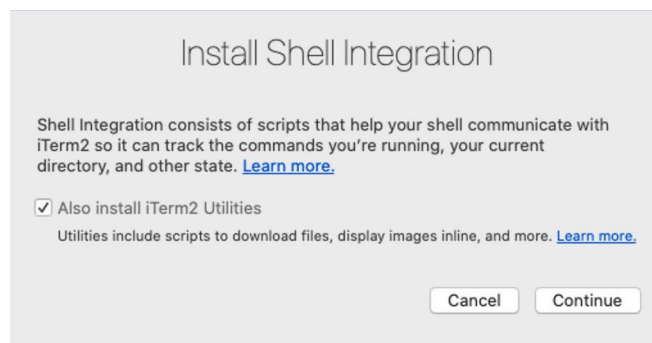 Install Shell Integration
Shell Integration consists of scripts that help your shell communicate with
iTerm2 so it can track the commands you're running, your current
directory, and other state. Learn more.
Also install iTerm2 Utilities
Utilities include scripts to download files, display images inline, and more. Learn more.
Cancel Continue